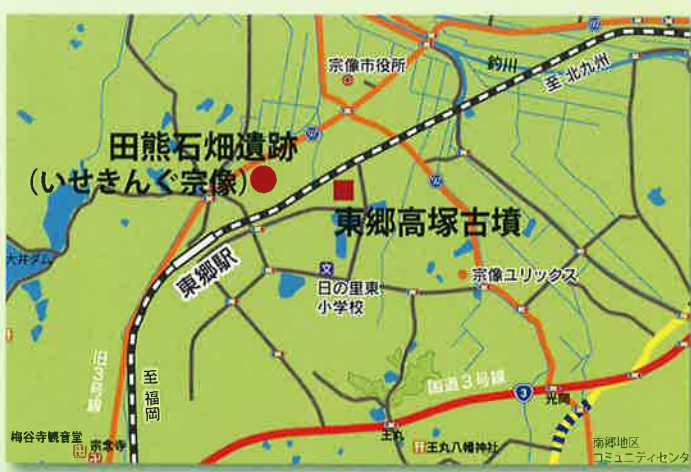 宗像市役所
釣川
至 北九州
田熊石畑遺跡
(いせきんぐ宗像)
東郷高塚古墳
大井ダム
東郷駅
日の里東
小学校
宗像ユリックス
旧3号線
至福岡
国道3号線
3
光岡
梅谷寺観音堂
宗念寺
王丸
王丸八幡神社
南郷地区
コミュニティセンタ